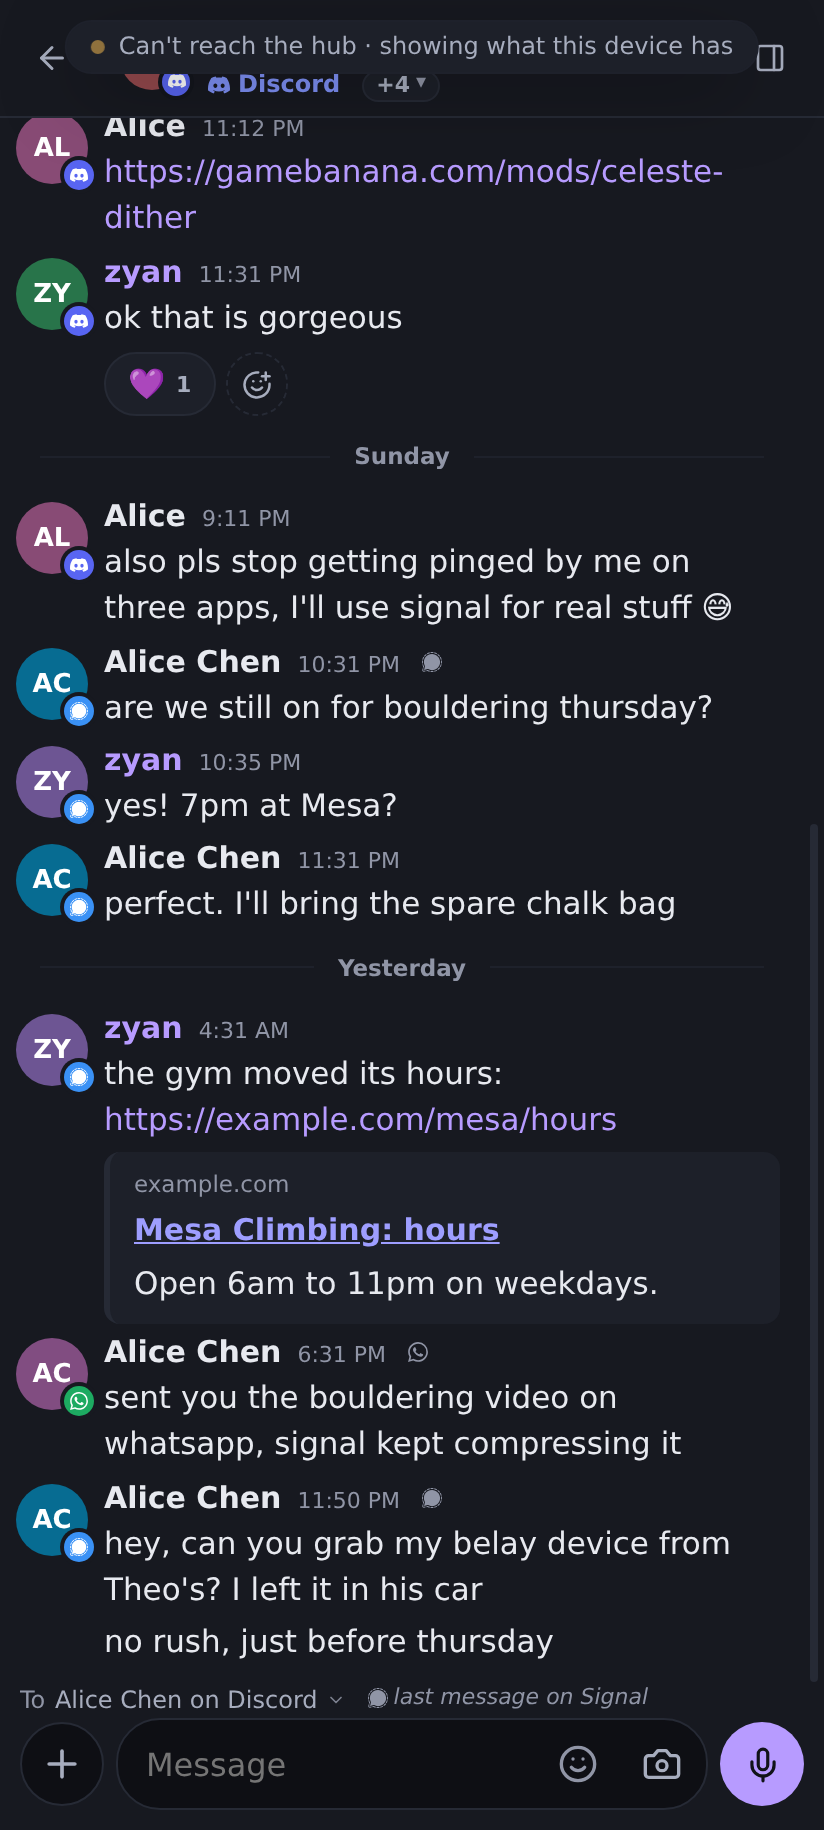 Can't reach the hub · showing what this device has
Discord
+4 ▾
Alice 11:12 PM
https://gamebanana.com/mods/celeste-
dither
ZY
zyan 11:31 PM
ok that is gorgeous
💜 1
Sunday
AL
Alice 9:11 PM
also pls stop getting pinged by me on
three apps, I'll use signal for real stuff 😅
AC
Alice Chen 10:31 PM
are we still on for bouldering thursday?
ZY
zyan 10:35 PM
yes! 7pm at Mesa?
AC
Alice Chen 11:31 PM
perfect. I'll bring the spare chalk bag
Yesterday
ZY
zyan 4:31 AM
the gym moved its hours:
https://example.com/mesa/hours
example.com
Mesa Climbing: hours
Open 6am to 11pm on weekdays.
AC
Alice Chen 6:31 PM
sent you the bouldering video on
whatsapp, signal kept compressing it
AC
Alice Chen 11:50 PM
hey, can you grab my belay device from
Theo's? I left it in his car
no rush, just before thursday
To Alice Chen on Discord
last message on Signal
Message